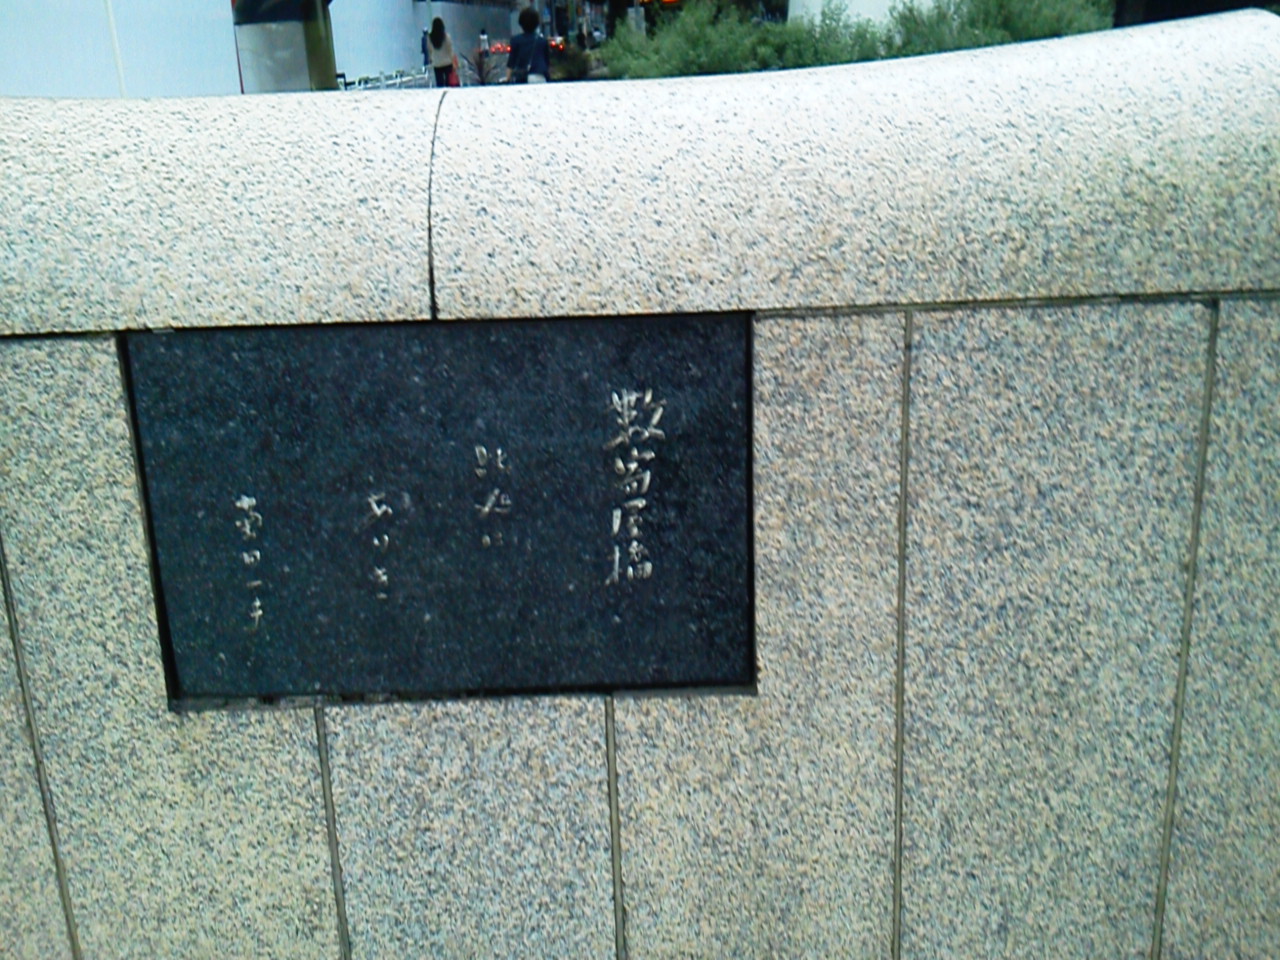 数寄屋橋
此処に
ありき
菊田一夫